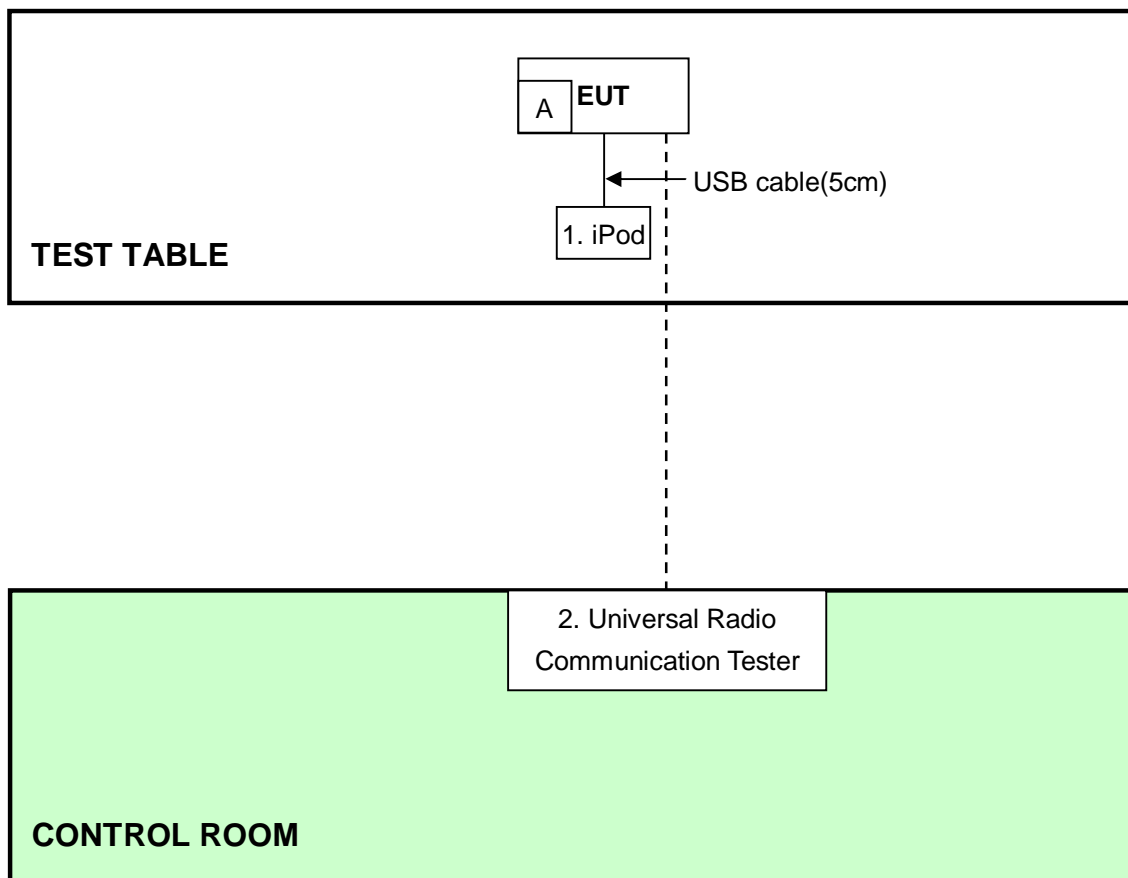 EUT
A
USB cable(5cm)
1. iPod
TEST TABLE
2. Universal Radio
Communication Tester
CONTROL ROOM